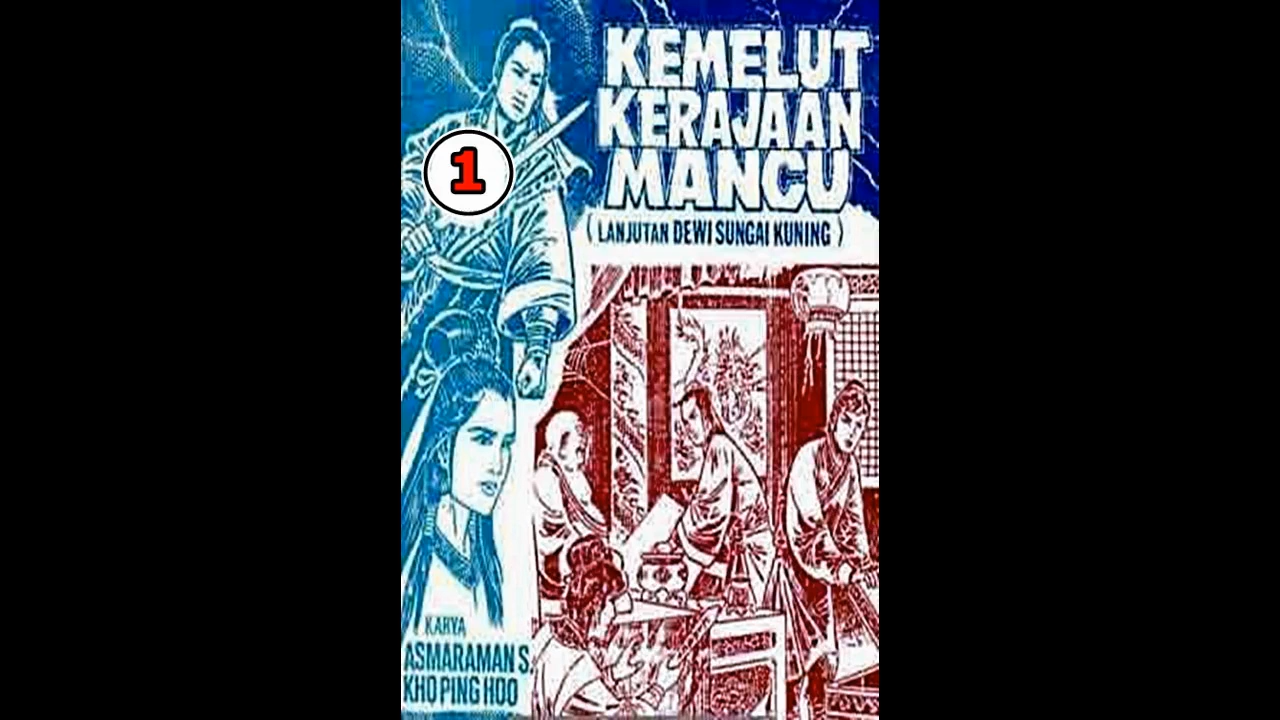 1
KEMELUT
KERAJAAN
MANCU
( LANJUTAN DEWI SUNGAI KUNING )
KARYA
ASMARAMAN S.
KHO PING HOO